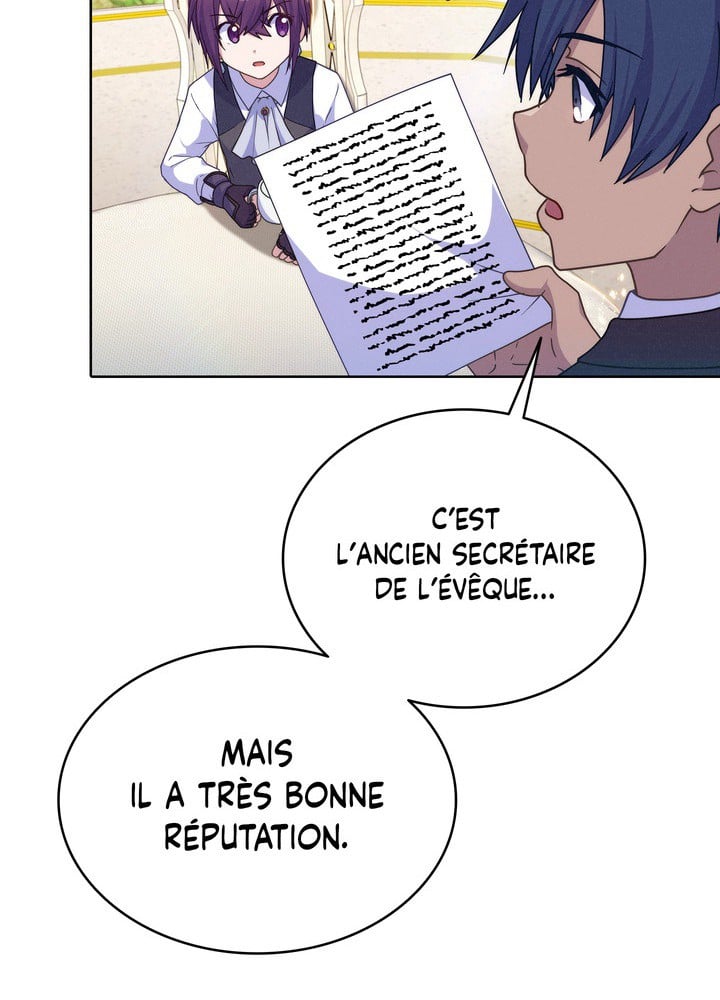 C'EST
L'ANCIEN SECRÉTAIRE
DE L'ÉVÊQUE...
MAIS
IL A TRÈS BONNE
RÉPUTATION.